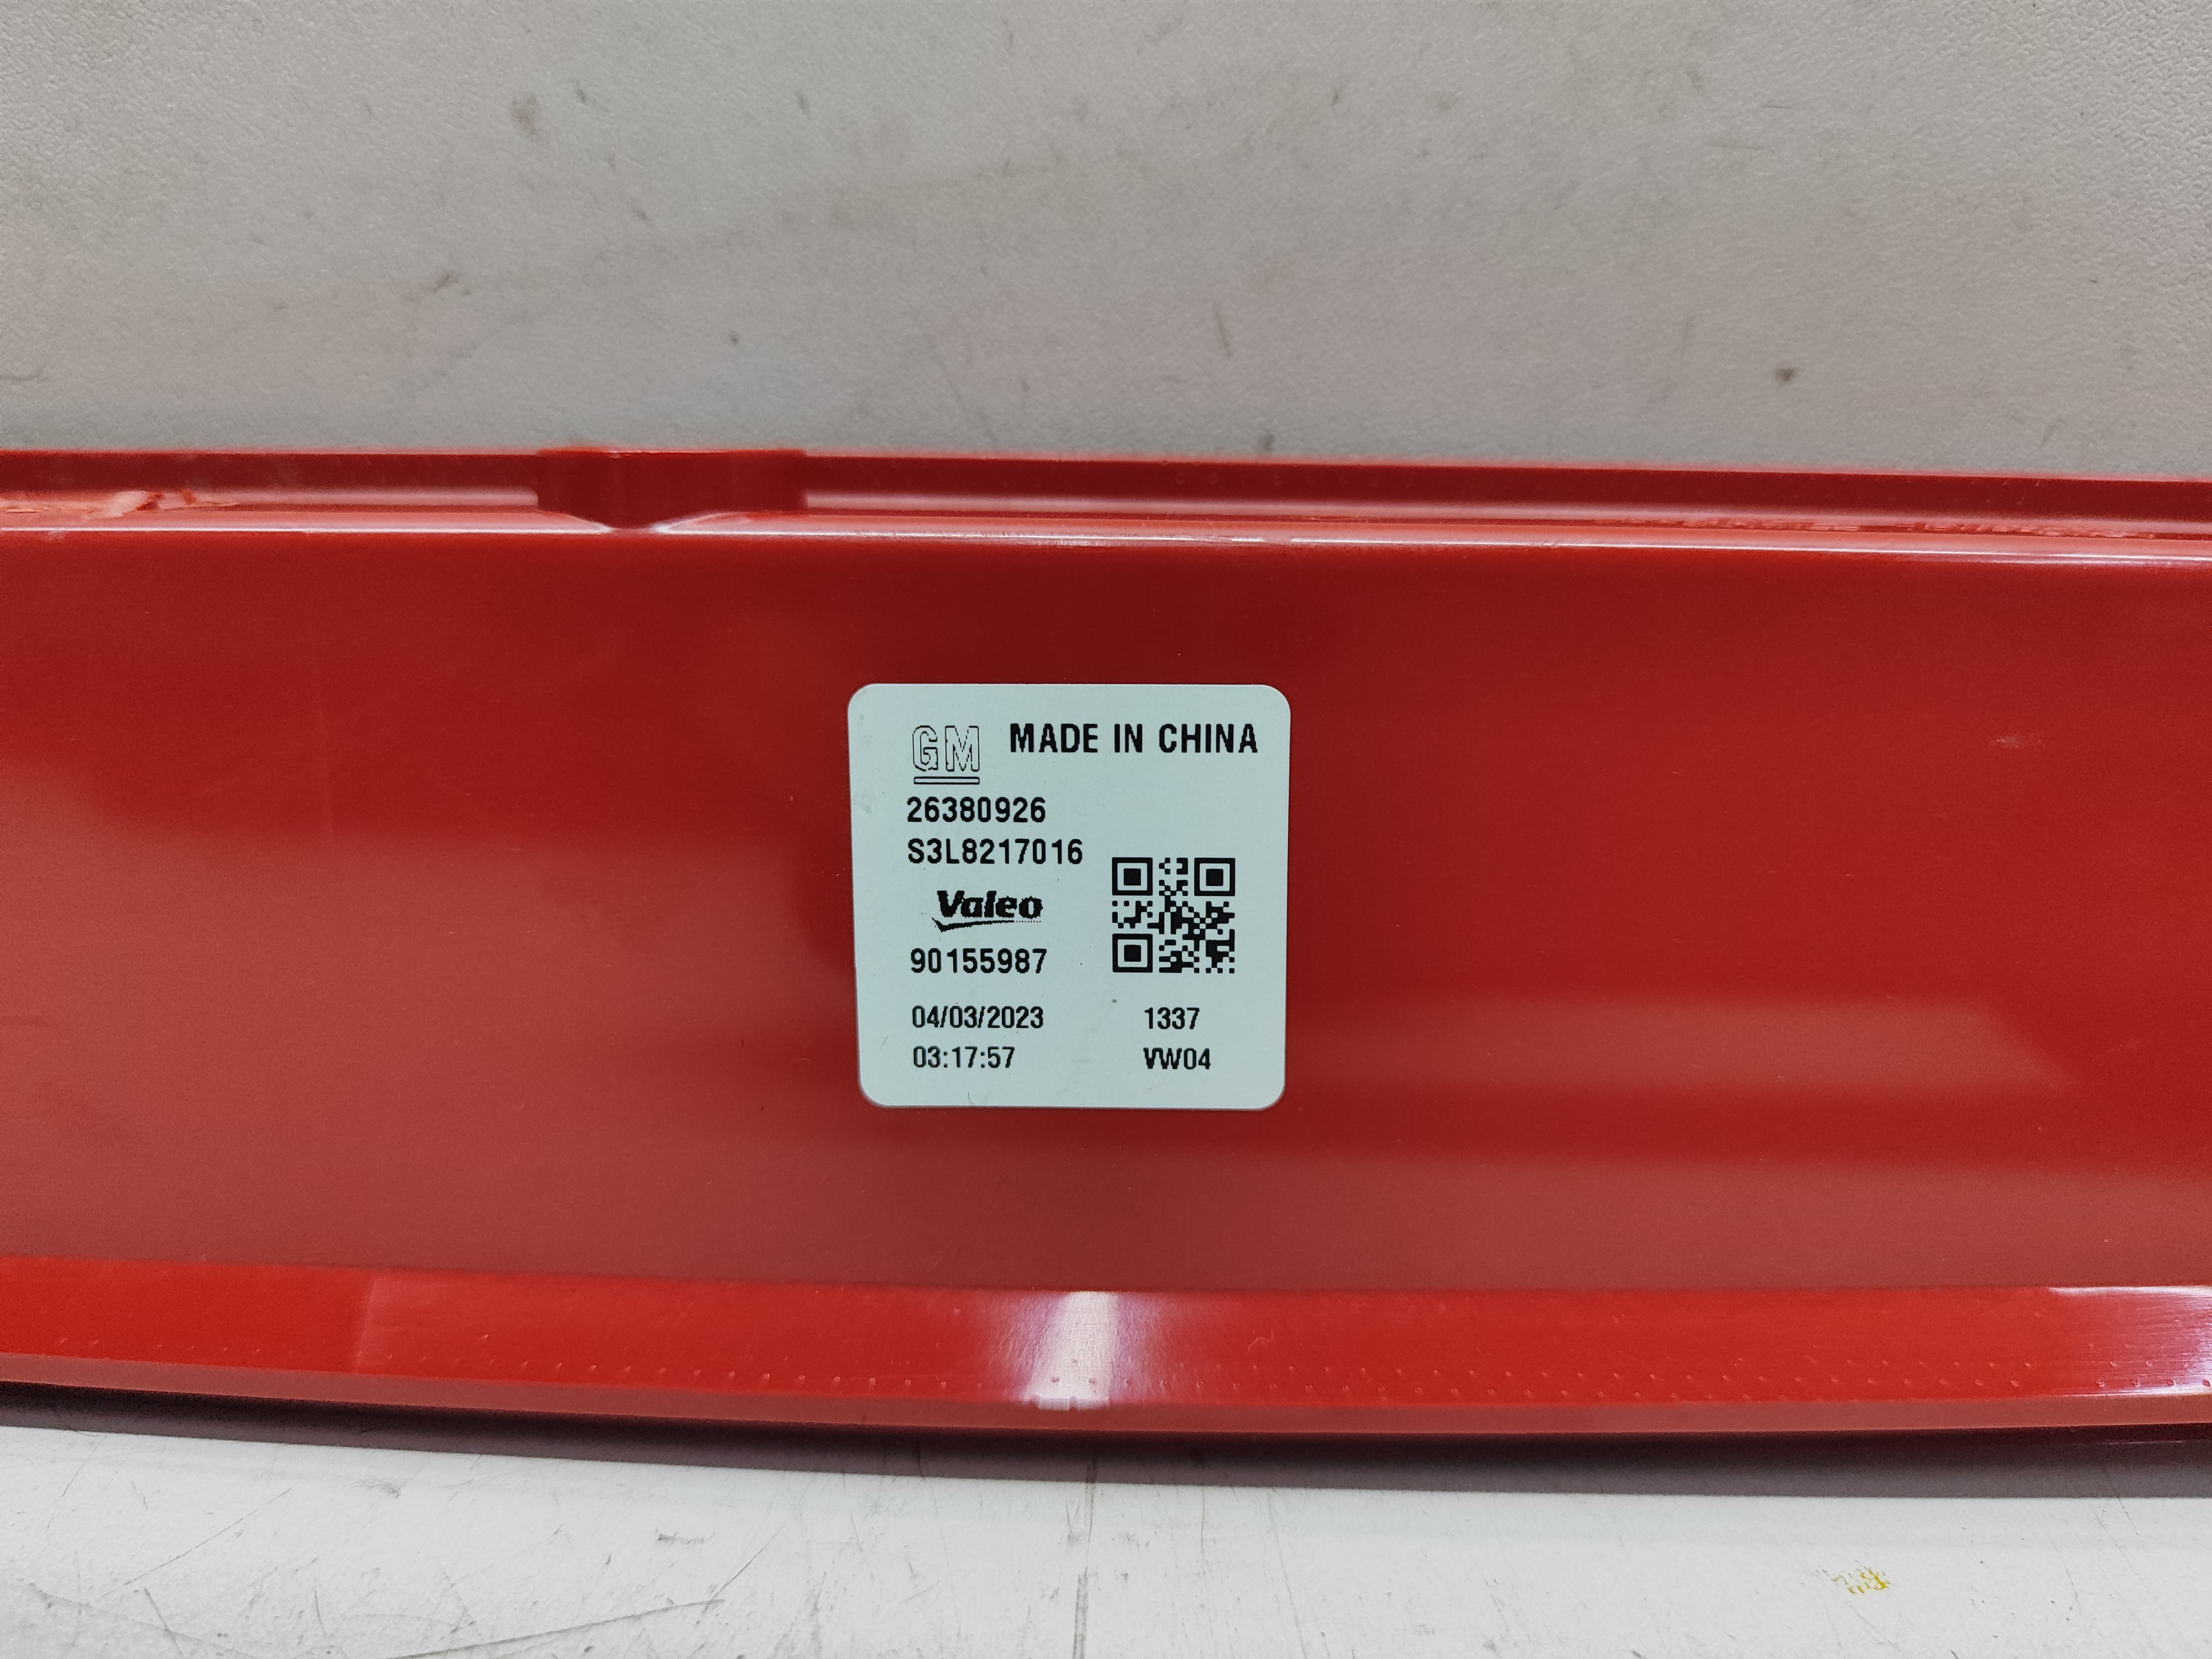 GM MADE IN CHINA
26380926
S3L8217016
Valeo
90155987
04/03/2023 1337
03:17:57 VW04